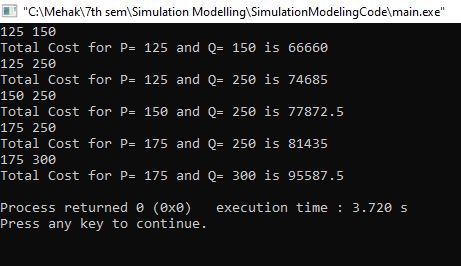 "C:\Mehak\7th sem\Simulation Modelling\SimulationModelingCode\main.exe"
125 150
Total Cost for P= 125 and Q= 150 is 66660
125 250
Total Cost for P= 125 and Q= 250 is 74685
150 250
Total Cost for P= 150 and Q= 250 is 77872.5
175 250
Total Cost for P= 175 and Q= 250 is 81435
175 300
Total Cost for P= 175 and Q= 300 is 95587.5
Process returned 0 (0x0)   execution time : 3.720 s
Press any key to continue.